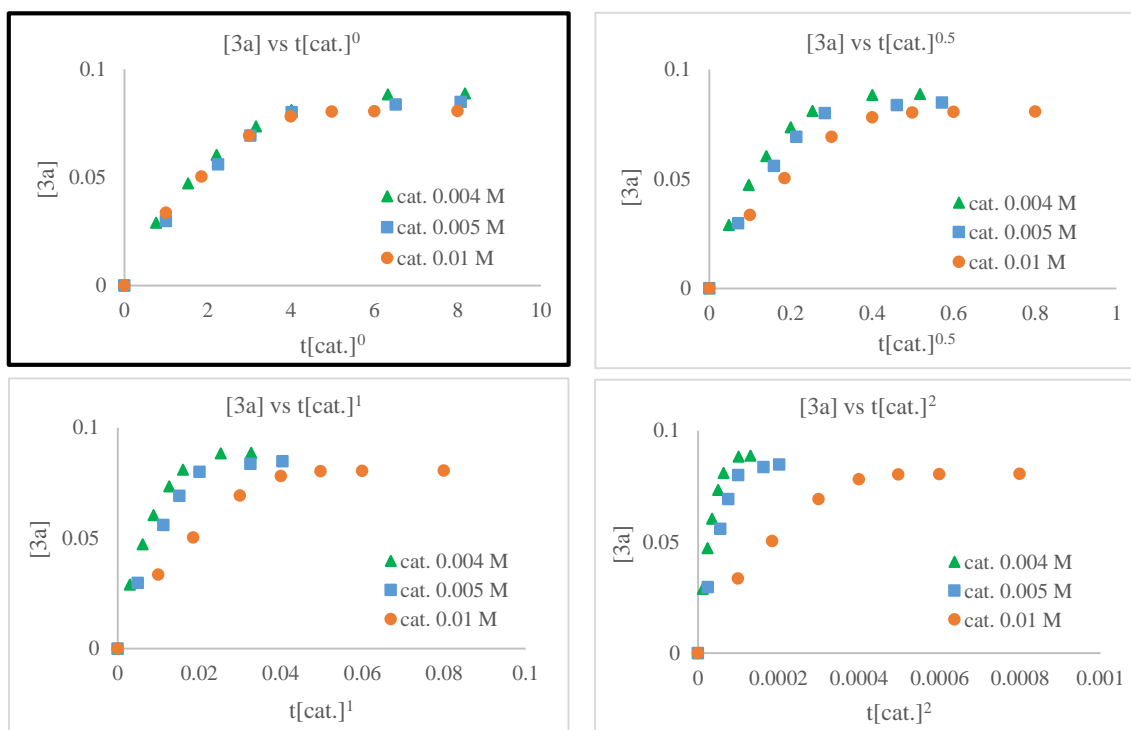 [3a] vs t[cat.]⁰
0.1
0.05
0
[3a]
cat. 0.004 M
cat. 0.005 M
cat. 0.01 M
0 2 4 6 8 10
t[cat.]⁰
[3a] vs t[cat.]⁰·⁵
0.1
0.05
0
[3a]
cat. 0.004 M
cat. 0.005 M
cat. 0.01 M
0 0.2 0.4 0.6 0.8 1
t[cat.]⁰·⁵
[3a] vs t[cat.]¹
0.1
0.05
0
[3a]
cat. 0.004 M
cat. 0.005 M
cat. 0.01 M
0 0.02 0.04 0.06 0.08 0.1
t[cat.]¹
[3a] vs t[cat.]²
0.1
0.05
0
[3a]
cat. 0.004 M
cat. 0.005 M
cat. 0.01 M
0 0.0002 0.0004 0.0006 0.0008 0.001
t[cat.]²